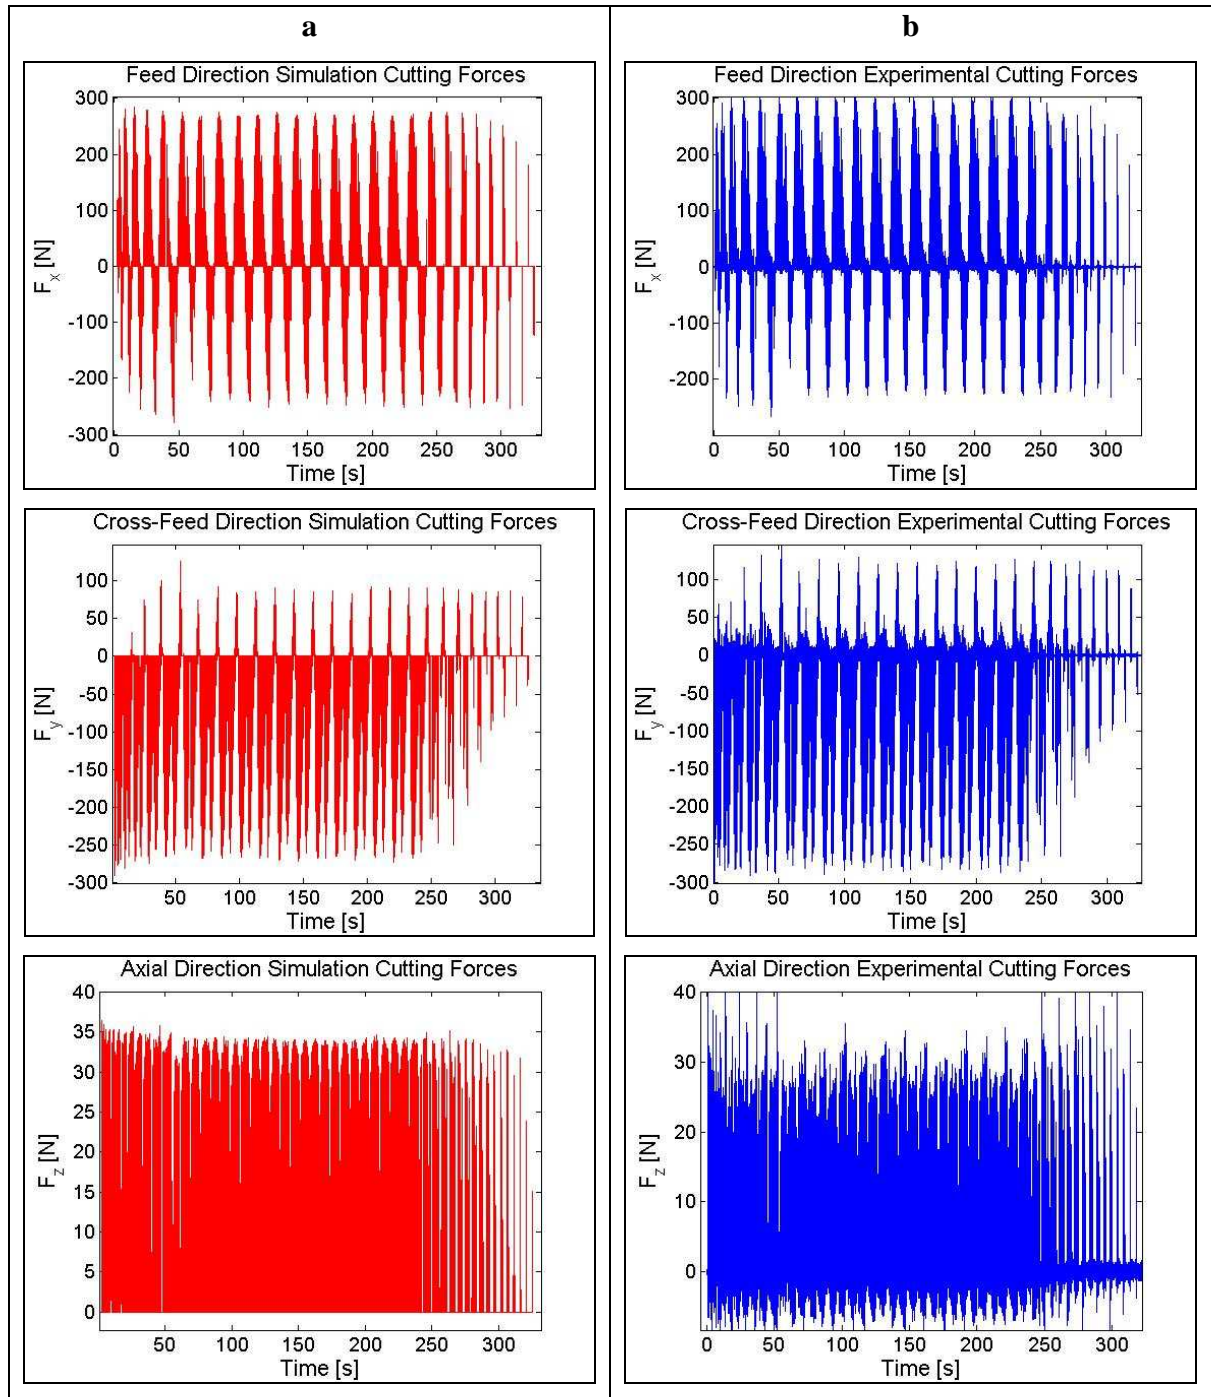 a
b
Feed Direction Simulation Cutting Forces
300
200
100
0
-100
-200
-300
F_x [N]
0 50 100 150 200 250 300
Time [s]
Feed Direction Experimental Cutting Forces
300
200
100
0
-100
-200
F_x [N]
0 50 100 150 200 250 300
Time [s]
Cross-Feed Direction Simulation Cutting Forces
100
50
0
-50
-100
-150
-200
-250
-300
F_y [N]
50 100 150 200 250 300
Time [s]
Cross-Feed Direction Experimental Cutting Forces
100
50
0
-50
-100
-150
-200
-250
-300
F_y [N]
0 50 100 150 200 250 300
Time [s]
Axial Direction Simulation Cutting Forces
40
35
30
25
20
15
10
5
0
F_z [N]
50 100 150 200 250 300
Time [s]
Axial Direction Experimental Cutting Forces
40
30
20
10
0
F_z [N]
0 50 100 150 200 250 300
Time [s]